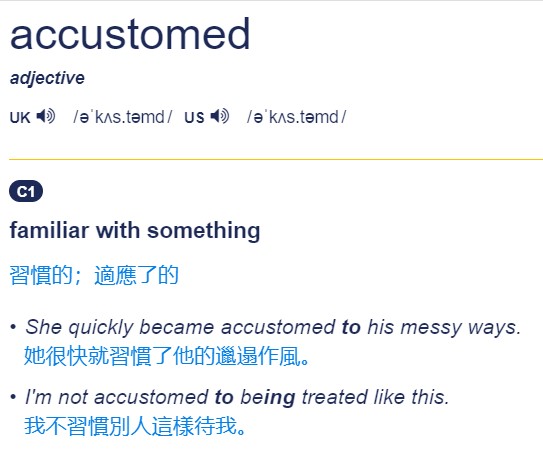 accustomed
adjective
UK /əˈkʌs.təmd/ US /əˈkʌs.təmd/
C1
familiar with something
習慣的；適應了的
• She quickly became accustomed to his messy ways.
她很快就習慣了他的邋遢作風。
• I'm not accustomed to being treated like this.
我不習慣別人這樣待我。